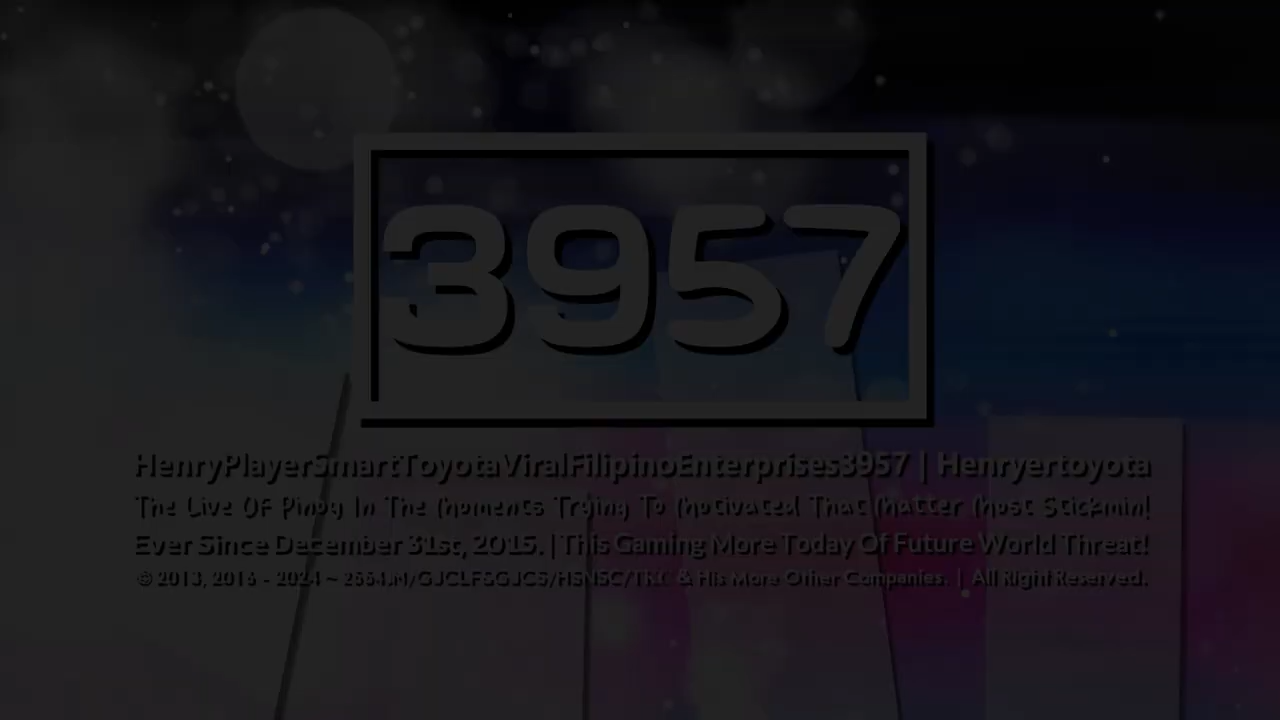 3957
HenryPlayerSmartToyotaViralFilipinoEnterprises3957 | Henryertoyota
The Live Of Pinoy In The Moments Trying To Motivated That Matter Most Stickmin!
Ever Since December 31st, 2015. | This Gaming More Today Of Future World Threat!
© 2013, 2016 - 2024 ~ & His More Other Companies. | All Right Reserved.